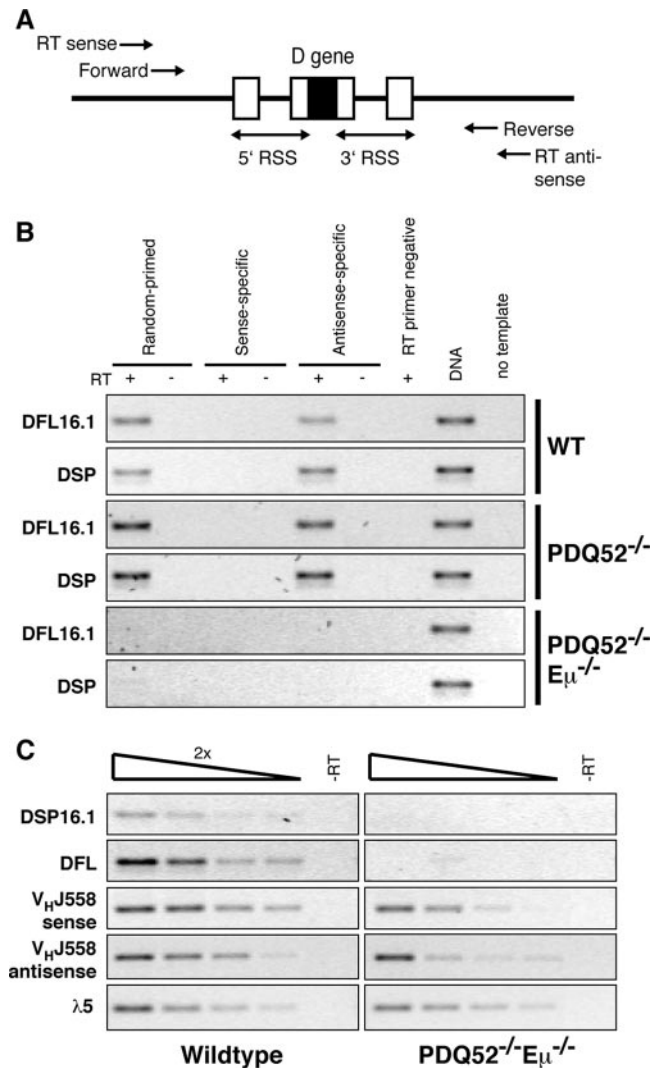 A
RT sense
Forward
D gene
5' RSS
3' RSS
Reverse
RT anti-
sense
B
Random-primed
Sense-specific
Antisense-specific
RT primer negative
DNA
no template
RT + - + - + - +
DFL16.1
DSP
WT
DFL16.1
DSP
PDQ52-/-
DFL16.1
DSP
PDQ52-/-
Eμ-/-
C
2x
-RT
-RT
DSP16.1
DFL
VHJ558
sense
VHJ558
antisense
λ5
Wildtype
PDQ52-/-Eμ-/-